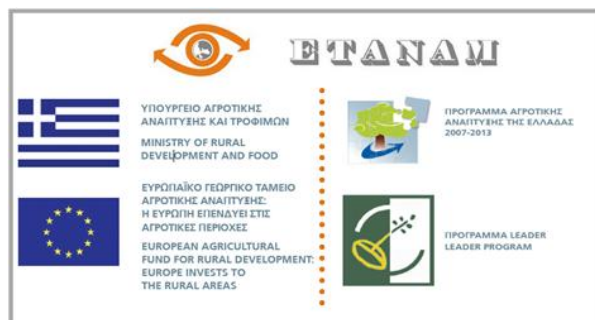 ΕΤΑΝΑΜ
ΥΠΟΥΡΓΕΙΟ ΑΓΡΟΤΙΚΗΣ
ΑΝΑΠΤΥΞΗΣ ΚΑΙ ΤΡΟΦΙΜΩΝ
MINISTRY OF RURAL
DEVELOPMENT AND FOOD
ΕΥΡΩΠΑΪΚΟ ΓΕΩΡΓΙΚΟ ΤΑΜΕΙΟ
ΑΓΡΟΤΙΚΗΣ ΑΝΑΠΤΥΞΗΣ:
Η ΕΥΡΩΠΗ ΕΠΕΝΔΥΕΙ ΣΤΙΣ
ΑΓΡΟΤΙΚΕΣ ΠΕΡΙΟΧΕΣ
EUROPEAN AGRICULTURAL
FUND FOR RURAL DEVELOPMENT:
EUROPE INVESTS TO
THE RURAL AREAS
ΠΡΟΓΡΑΜΜΑ ΑΓΡΟΤΙΚΗΣ
ΑΝΑΠΤΥΞΗΣ ΤΗΣ ΕΛΛΑΔΑΣ
2007-2013
ΠΡΟΓΡΑΜΜΑ LEADER
LEADER PROGRAM